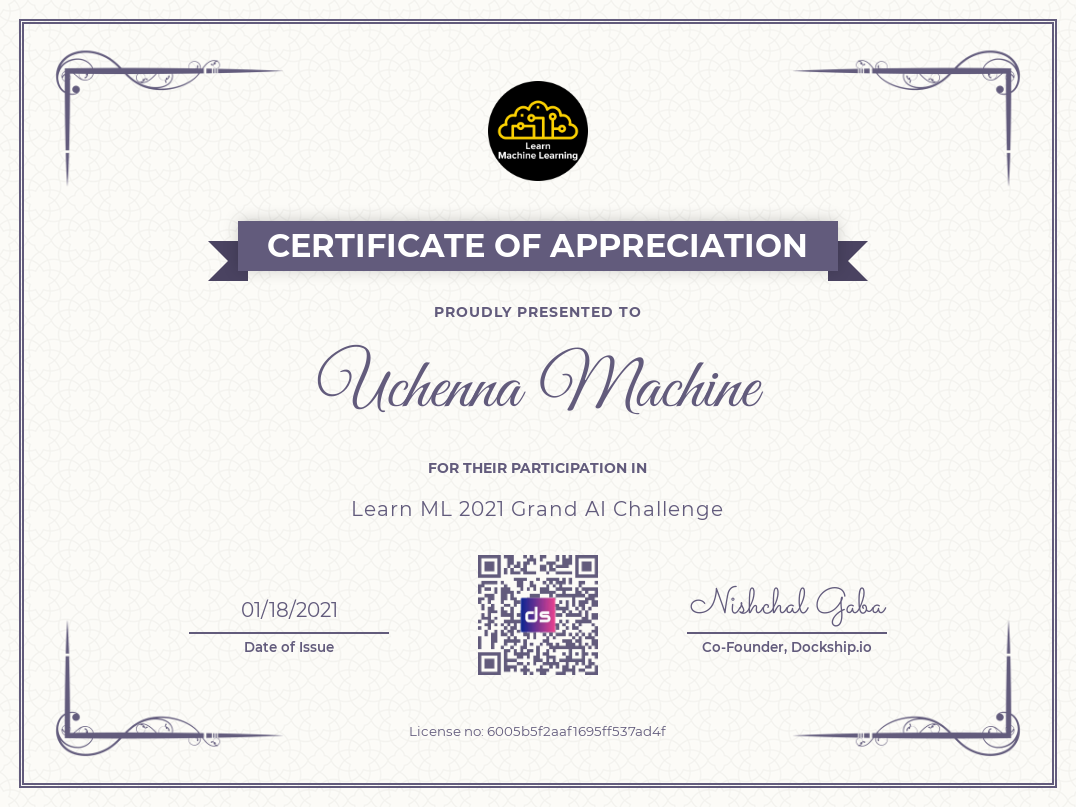 Learn
Machine Learning
CERTIFICATE OF APPRECIATION
PROUDLY PRESENTED TO
Uchenna Machine
FOR THEIR PARTICIPATION IN
Learn ML 2021 Grand AI Challenge
ds
01/18/2021
Nishchal Gaba
Date of Issue
Co-Founder, Dockship.io
License no: 6005b5f2aaf1695ff537ad4f